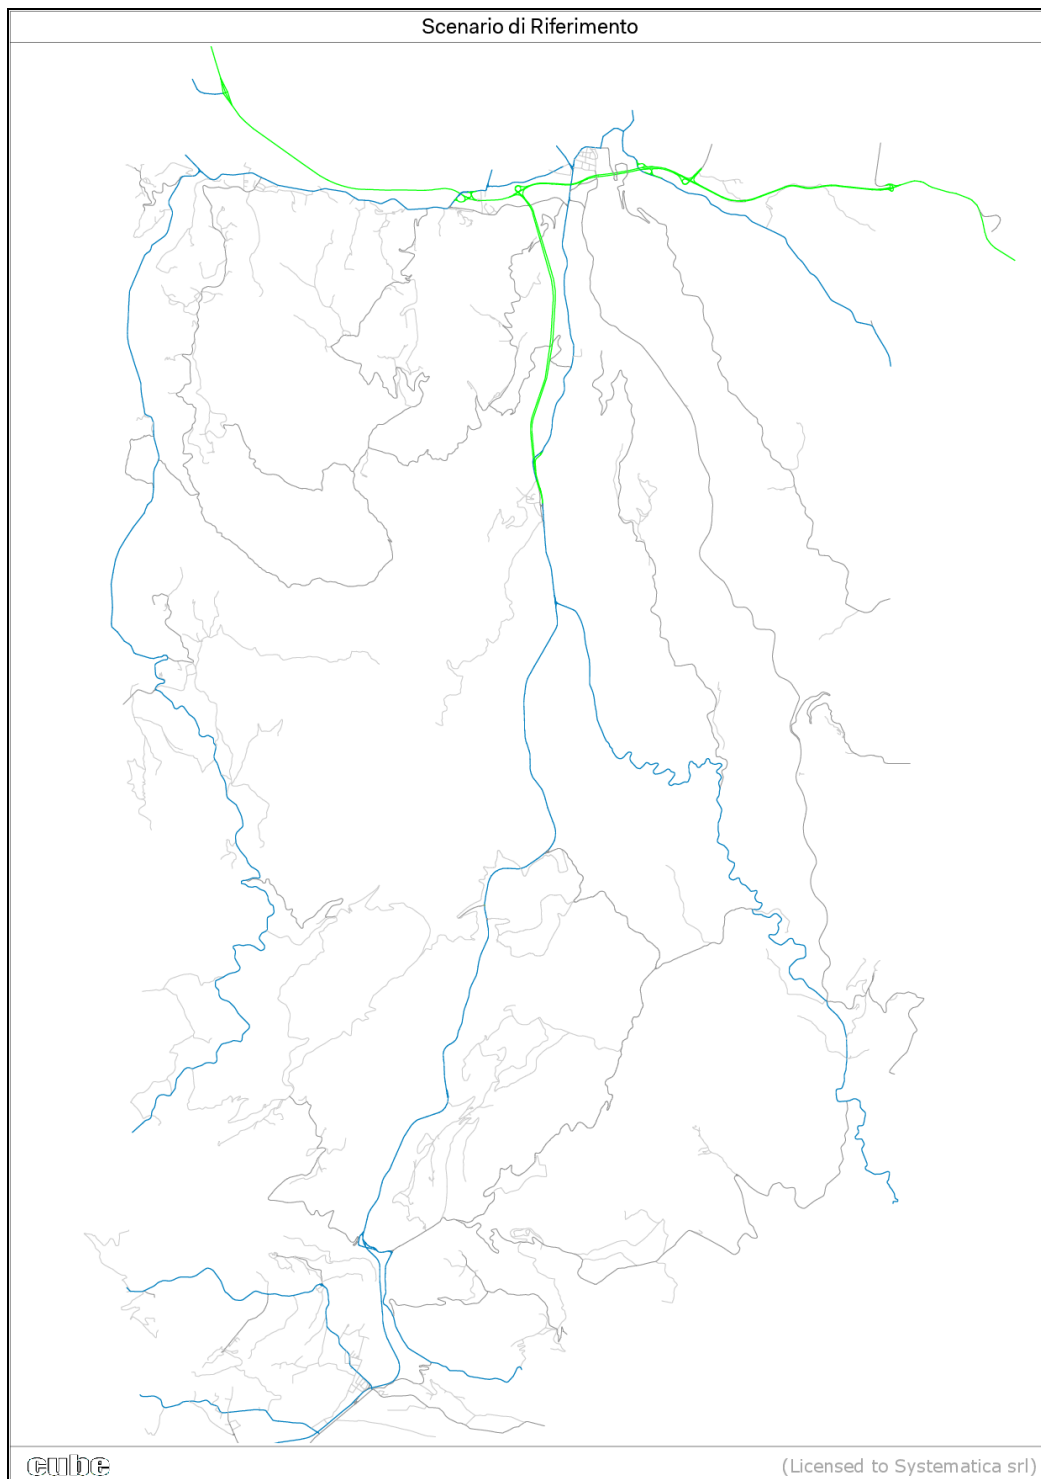 Scenario di Riferimento
cube
(Licensed to Systematica srl)